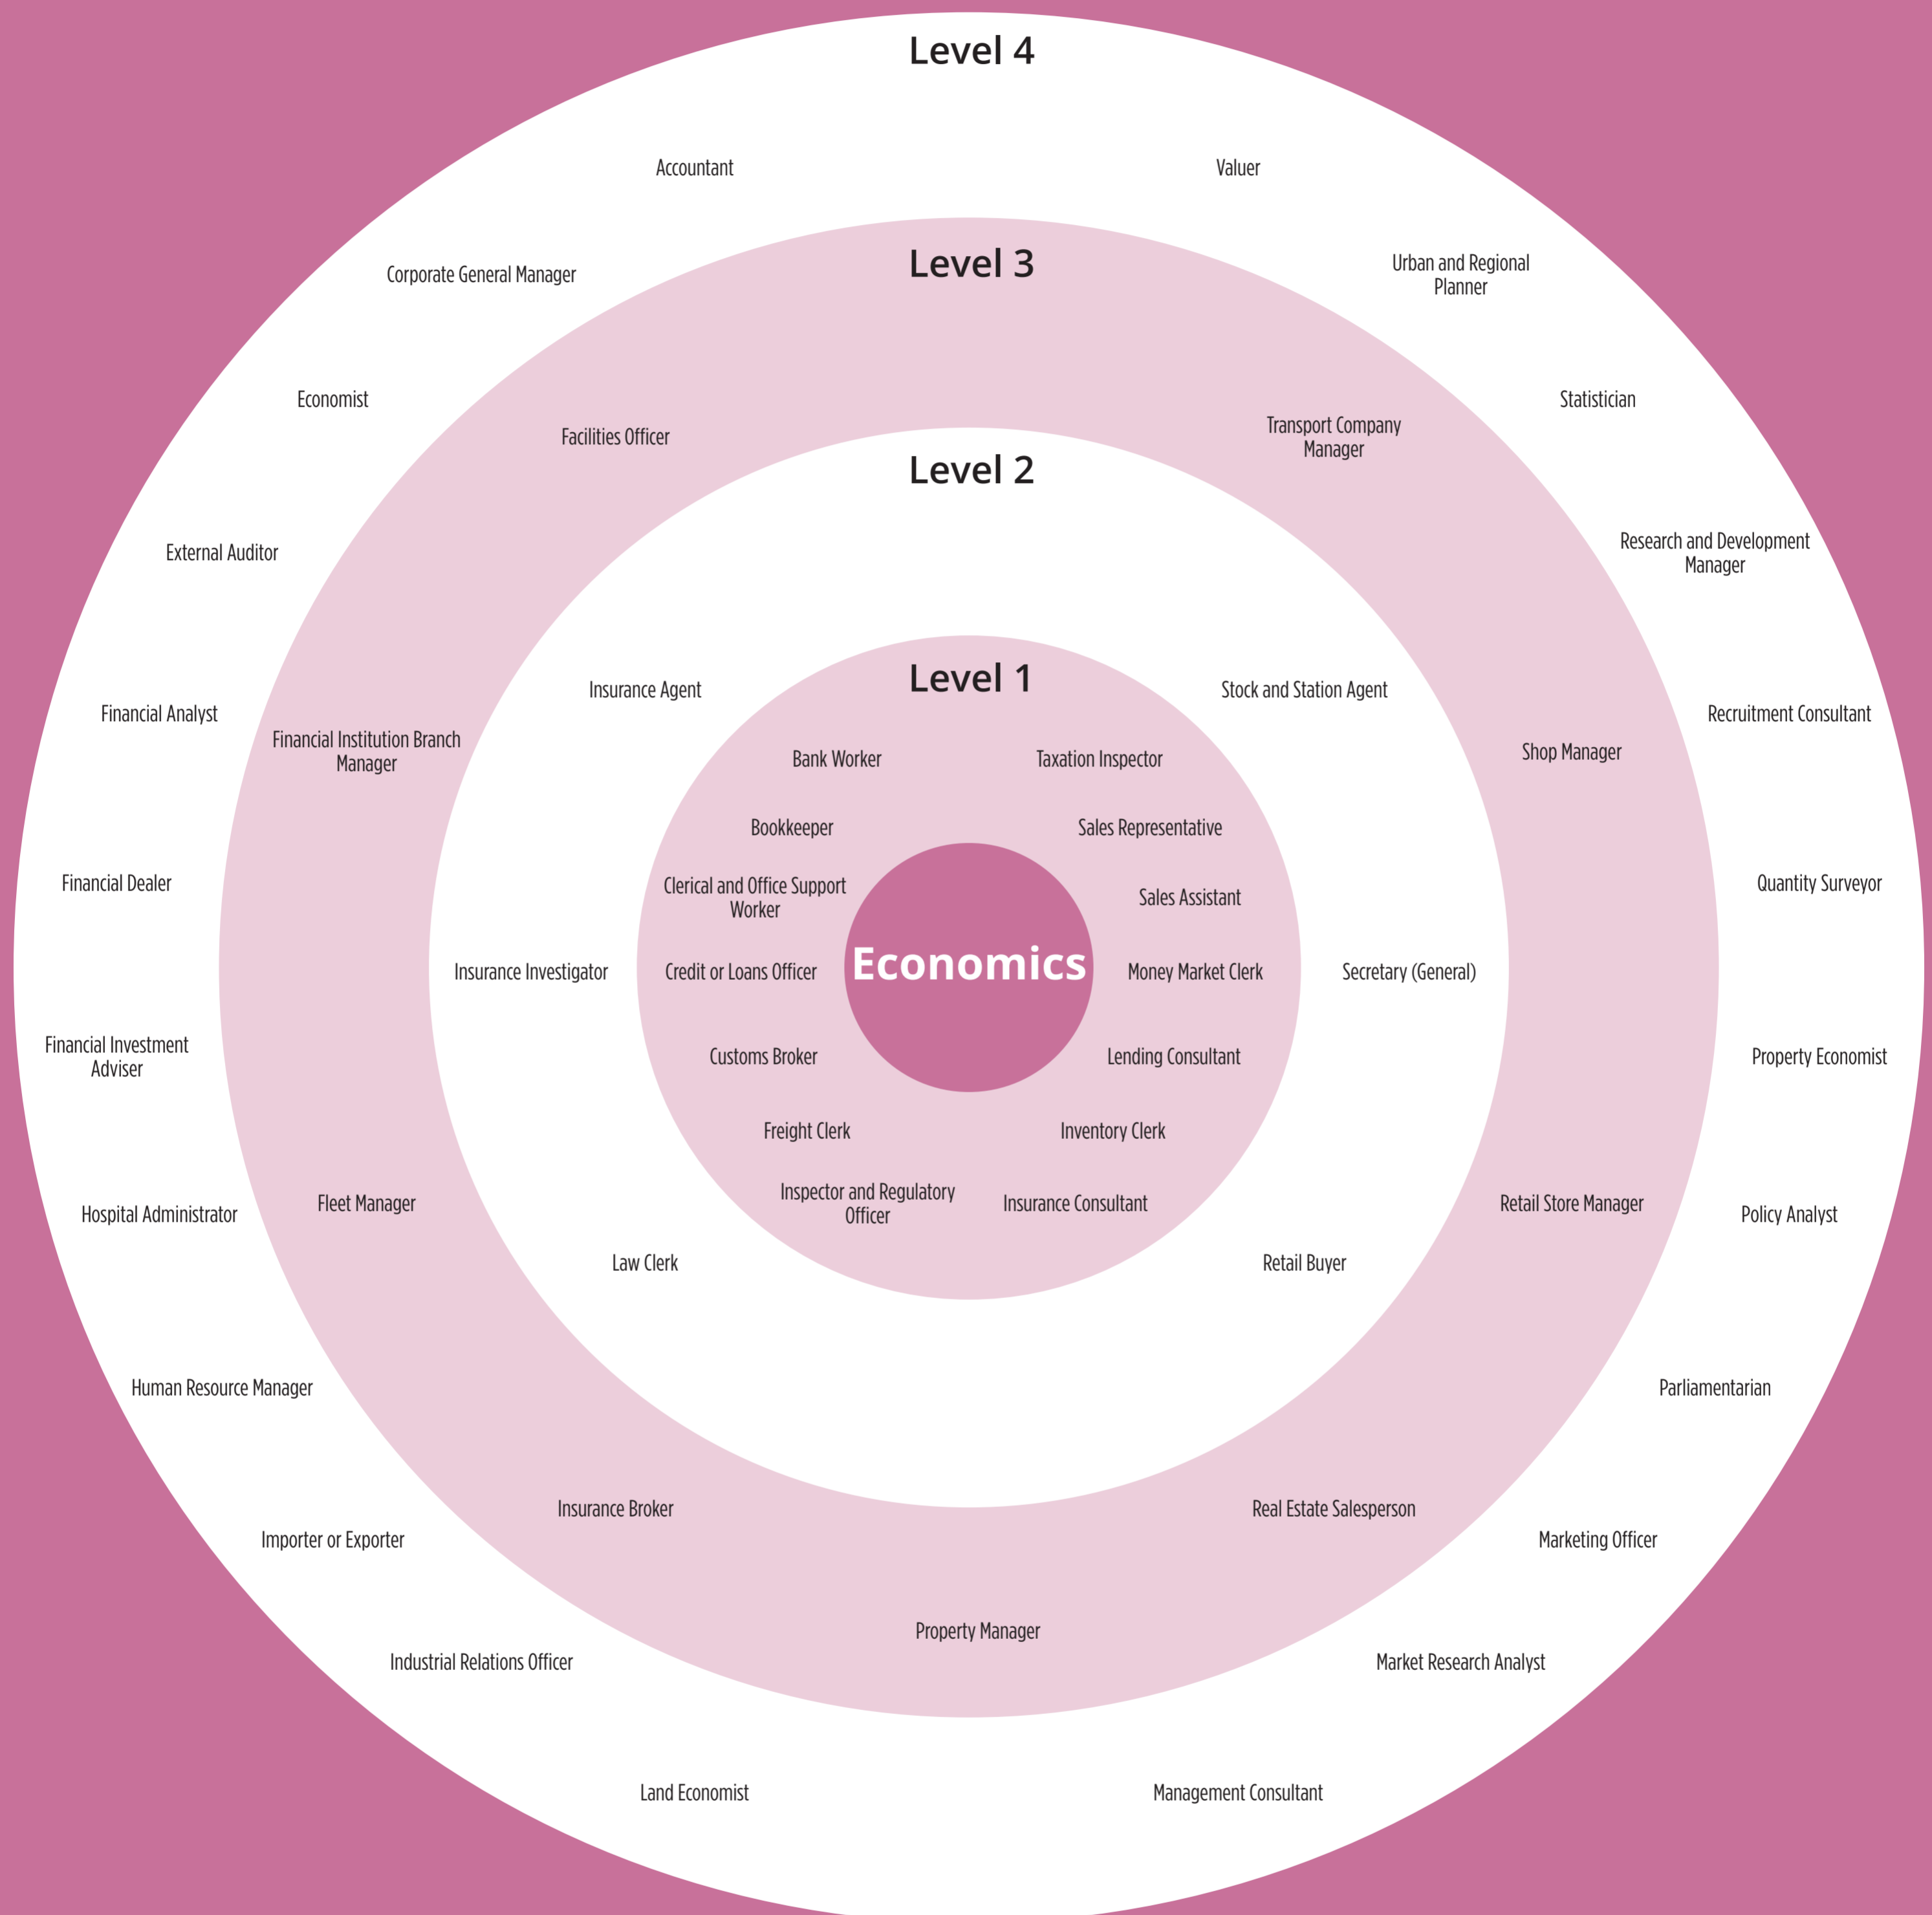 Level 4
Accountant
Valuer
Corporate General Manager
Urban and Regional
Planner
Economist
Statistician
External Auditor
Research and Development
Manager
Financial Analyst
Recruitment Consultant
Financial Dealer
Quantity Surveyor
Financial Investment
Adviser
Property Economist
Hospital Administrator
Policy Analyst
Human Resource Manager
Parliamentarian
Importer or Exporter
Marketing Officer
Industrial Relations Officer
Market Research Analyst
Land Economist
Management Consultant
Level 3
Facilities Officer
Transport Company
Manager
Financial Institution Branch
Manager
Shop Manager
Fleet Manager
Retail Store Manager
Insurance Broker
Real Estate Salesperson
Property Manager
Level 2
Insurance Agent
Stock and Station Agent
Insurance Investigator
Secretary (General)
Law Clerk
Retail Buyer
Level 1
Bank Worker
Taxation Inspector
Bookkeeper
Sales Representative
Clerical and Office Support
Worker
Sales Assistant
Credit or Loans Officer
Money Market Clerk
Customs Broker
Lending Consultant
Freight Clerk
Inventory Clerk
Inspector and Regulatory
Officer
Insurance Consultant
Economics